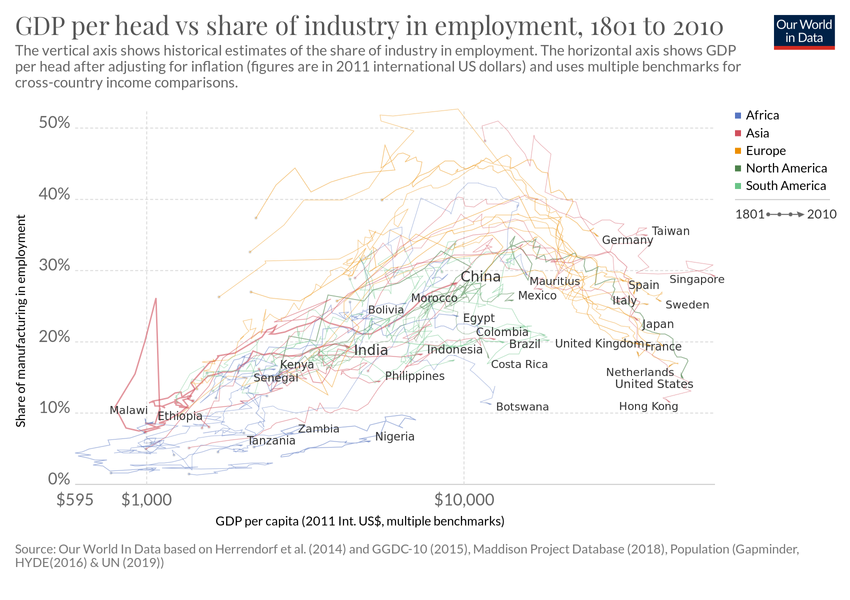 GDP per head vs share of industry in employment, 1801 to 2010
Our World
in Data
The vertical axis shows historical estimates of the share of industry in employment. The horizontal axis shows GDP
per head after adjusting for inflation (figures are in 2011 international US dollars) and uses multiple benchmarks for
cross-country income comparisons.
50%
40%
30%
20%
10%
0%
Share of manufacturing in employment
Africa
Asia
Europe
North America
South America
1801 2010
Taiwan
Germany
China
Mauritius
Singapore
Spain
Morocco
Mexico
Italy
Sweden
Bolivia
Egypt
Japan
Colombia
India
Indonesia
Brazil
United Kingdom
France
Kenya
Costa Rica
Senegal
Philippines
Netherlands
United States
Malawi
Ethiopia
Botswana
Hong Kong
Zambia
Tanzania
Nigeria
$595
$1,000
$10,000
GDP per capita (2011 Int. US$, multiple benchmarks)
Source: Our World In Data based on Herrendorf et al. (2014) and GGDC-10 (2015), Maddison Project Database (2018), Population (Gapminder,
HYDE(2016) & UN (2019))